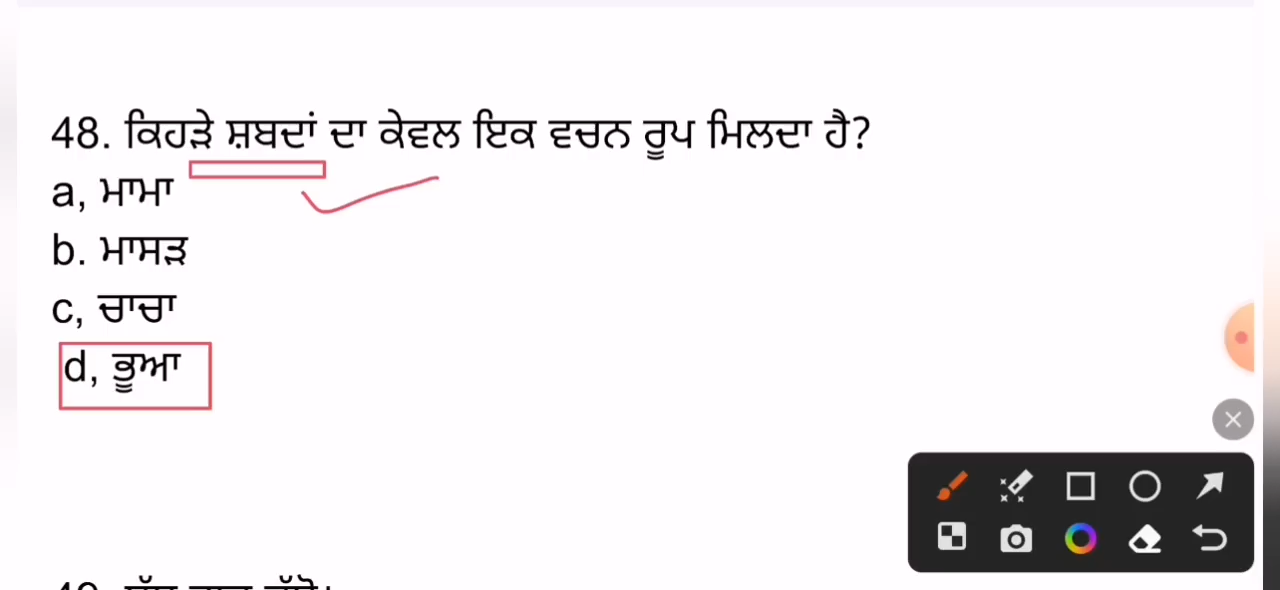 48. ਕਿਹੜੇ ਸ਼ਬਦਾਂ ਦਾ ਕੇਵਲ ਇਕ ਵਚਨ ਰੂਪ ਮਿਲਦਾ ਹੈ?
a, ਮਾਮਾ
b. ਮਾਸੜ
c, ਚਾਚਾ
d, ਭੂਆ